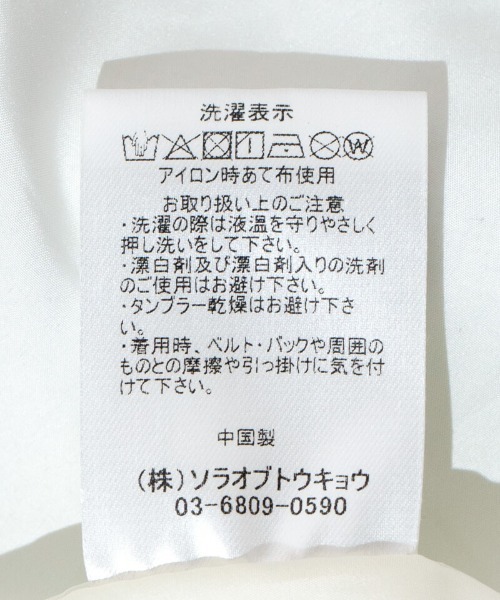 洗濯表示
アイロン時あて布使用
お取り扱い上のご注意
・洗濯の際は液温を守りやさしく
押し洗いをして下さい。
・漂白剤及び漂白剤入りの洗剤
のご使用はお避け下さい。
・タンブラー乾燥はお避け下さ
い。
・着用時、ベルト・バックや周囲の
ものとの摩擦や引っ掛けに気を付
けて下さい。
中国製
（株）ソラオブトウキョウ
03-6809-0590